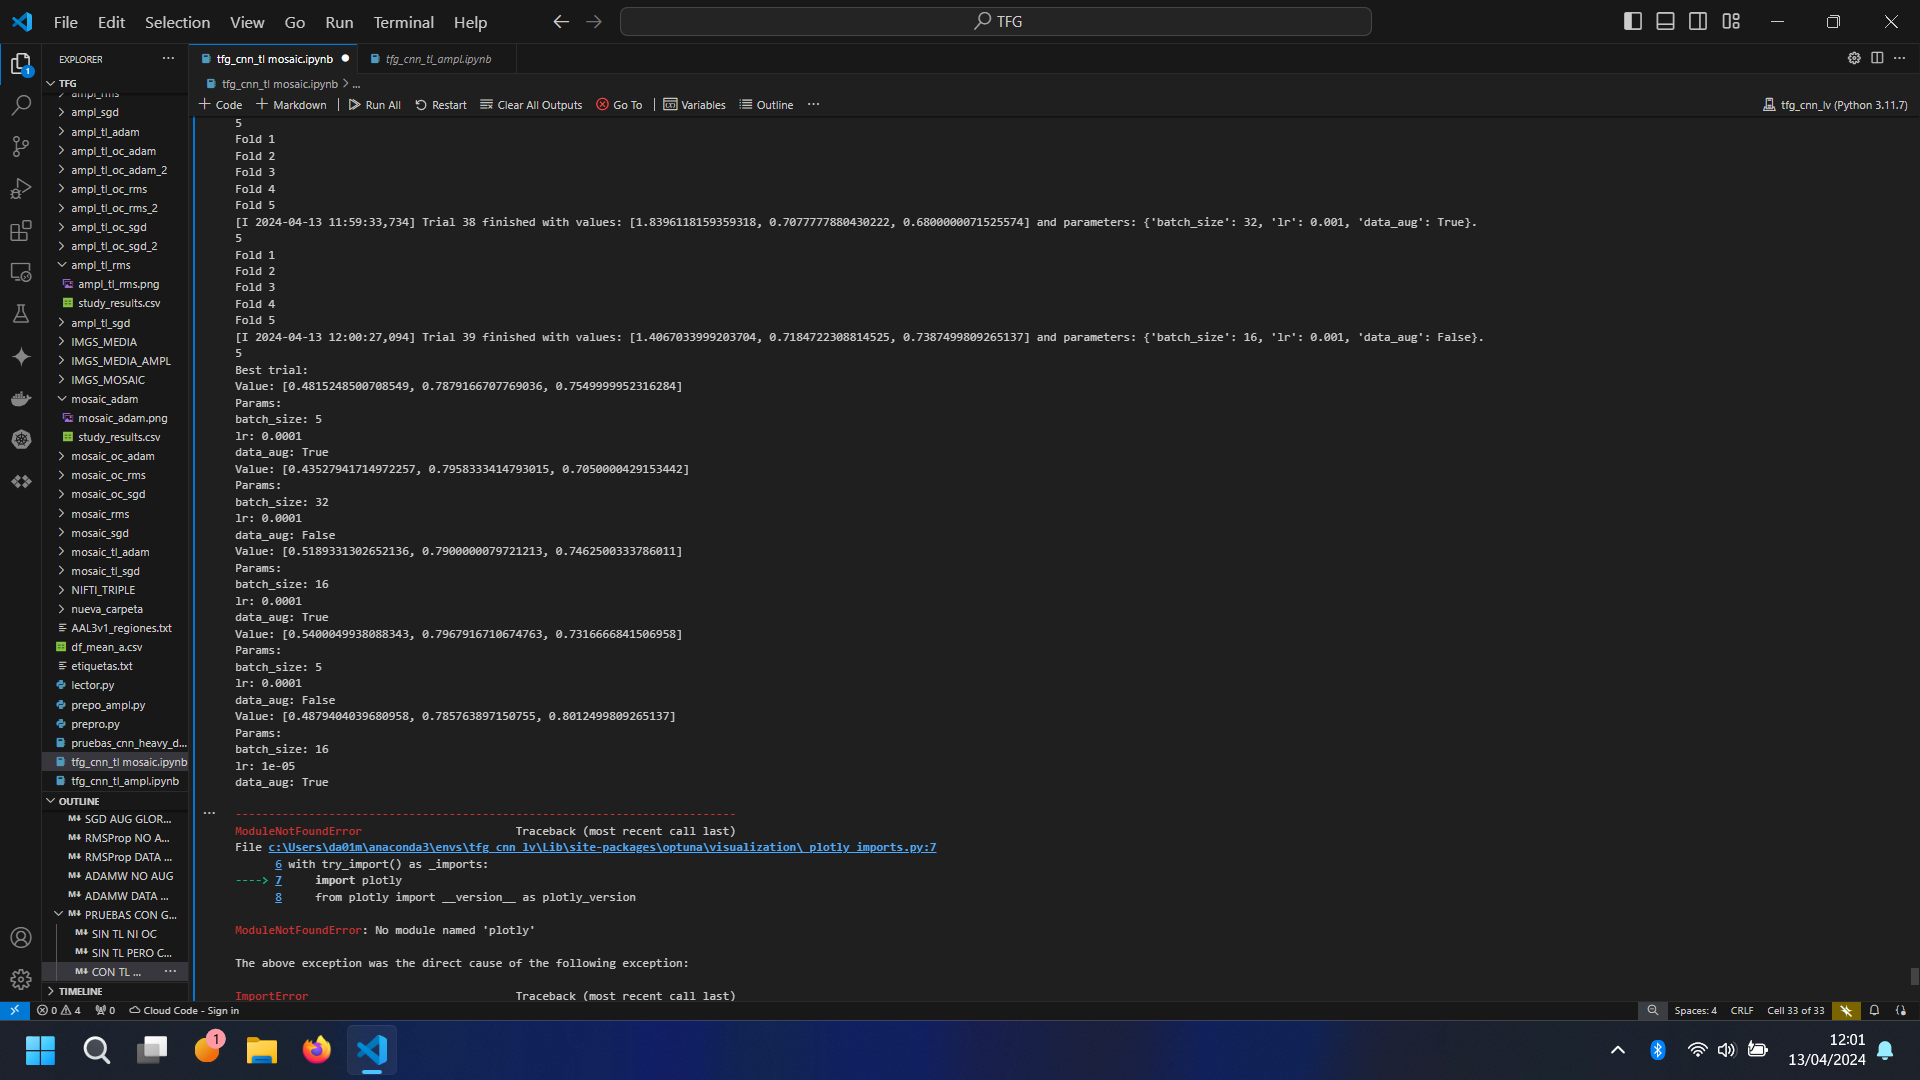 File Edit Selection View Go Run Terminal Help
TFG
EXPLORER
TFG
ampl_rms
ampl_sgd
ampl_tl_adam
ampl_tl_oc_adam
ampl_tl_oc_adam_2
ampl_tl_oc_rms
ampl_tl_oc_rms_2
ampl_tl_oc_sgd
ampl_tl_oc_sgd_2
ampl_tl_rms
ampl_tl_rms.png
study_results.csv
ampl_tl_sgd
IMGS_MEDIA
IMGS_MEDIA_AMPL
IMGS_MOSAIC
mosaic_adam
mosaic_adam.png
study_results.csv
mosaic_oc_adam
mosaic_oc_rms
mosaic_oc_sgd
mosaic_rms
mosaic_sgd
mosaic_tl_adam
mosaic_tl_sgd
NIFTI_TRIPLE
nueva_carpeta
AAL3v1_regiones.txt
df_mean_a.csv
etiquetas.txt
lector.py
prepo_ampl.py
prepro.py
pruebas_cnn_heavy_d...
tfg_cnn_tl mosaic.ipynb
tfg_cnn_tl_ampl.ipynb
OUTLINE
SGD AUG GLOR...
RMSProp NO A...
RMSProp DATA ...
ADAMW NO AUG
ADAMW DATA ...
PRUEBAS CON G...
SIN TL NI OC
SIN TL PERO C...
CON TL ... ...
TIMELINE
tfg_cnn_tl mosaic.ipynb tfg_cnn_tl_ampl.ipynb
tfg_cnn_tl mosaic.ipynb > ...
Code Markdown | Run All Restart Clear All Outputs Go To | Variables Outline ...
tfg_cnn_lv (Python 3.11.7)
5
Fold 1
Fold 2
Fold 3
Fold 4
Fold 5
[I 2024-04-13 11:59:33,734] Trial 38 finished with values: [1.8396118159359318, 0.7077777880430222, 0.6800000071525574] and parameters: {'batch_size': 32, 'lr': 0.001, 'data_aug': True}.
5
Fold 1
Fold 2
Fold 3
Fold 4
Fold 5
[I 2024-04-13 12:00:27,094] Trial 39 finished with values: [1.4067033999203704, 0.7184722308814525, 0.7387499809265137] and parameters: {'batch_size': 16, 'lr': 0.001, 'data_aug': False}.
5
Best trial:
Value: [0.4815248500708549, 0.7879166707769036, 0.7549999952316284]
Params:
batch_size: 5
lr: 0.0001
data_aug: True
Value: [0.43527941714972257, 0.7958333414793015, 0.7050000429153442]
Params:
batch_size: 32
lr: 0.0001
data_aug: False
Value: [0.5189331302652136, 0.7900000079721213, 0.7462500333786011]
Params:
batch_size: 16
lr: 0.0001
data_aug: True
Value: [0.5400049938088343, 0.7967916710674763, 0.7316666841506958]
Params:
batch_size: 5
lr: 0.0001
data_aug: False
Value: [0.4879404039680958, 0.785763897150755, 0.8012499809265137]
Params:
batch_size: 16
lr: 1e-05
data_aug: True
---------------------------------------------------------------------------
ModuleNotFoundError Traceback (most recent call last)
File c:\Users\da01m\anaconda3\envs\tfg_cnn_lv\Lib\site-packages\optuna\visualization\_plotly_imports.py:7
6 with try_import() as _imports:
----> 7 import plotly
8 from plotly import __version__ as plotly_version
ModuleNotFoundError: No module named 'plotly'
The above exception was the direct cause of the following exception:
ImportError Traceback (most recent call last)
0 4 0 Cloud Code - Sign in
Spaces: 4 CRLF Cell 33 of 33
1
12:01
13/04/2024